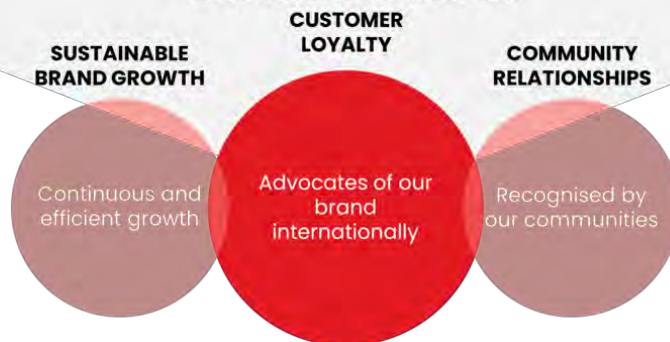 CUSTOMER
LOYALTY
SUSTAINABLE
BRAND GROWTH
COMMUNITY
RELATIONSHIPS
Continuous and
efficient growth
Advocates of our
brand
internationally
Recognised by
our communities